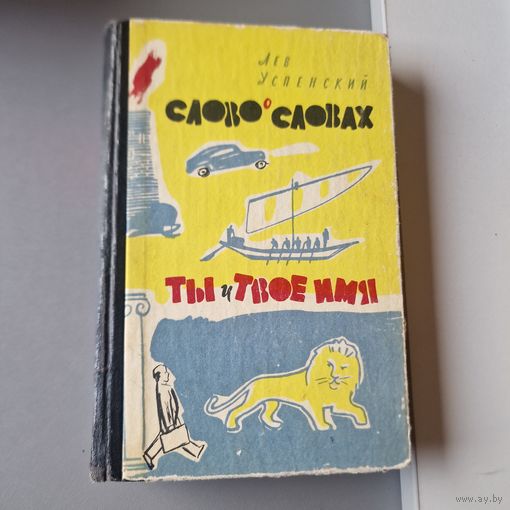 Лев
Успенский
СЛОВО о СЛОВАХ
ТЫ и ТВОЕ ИМЯ
www.ay.by